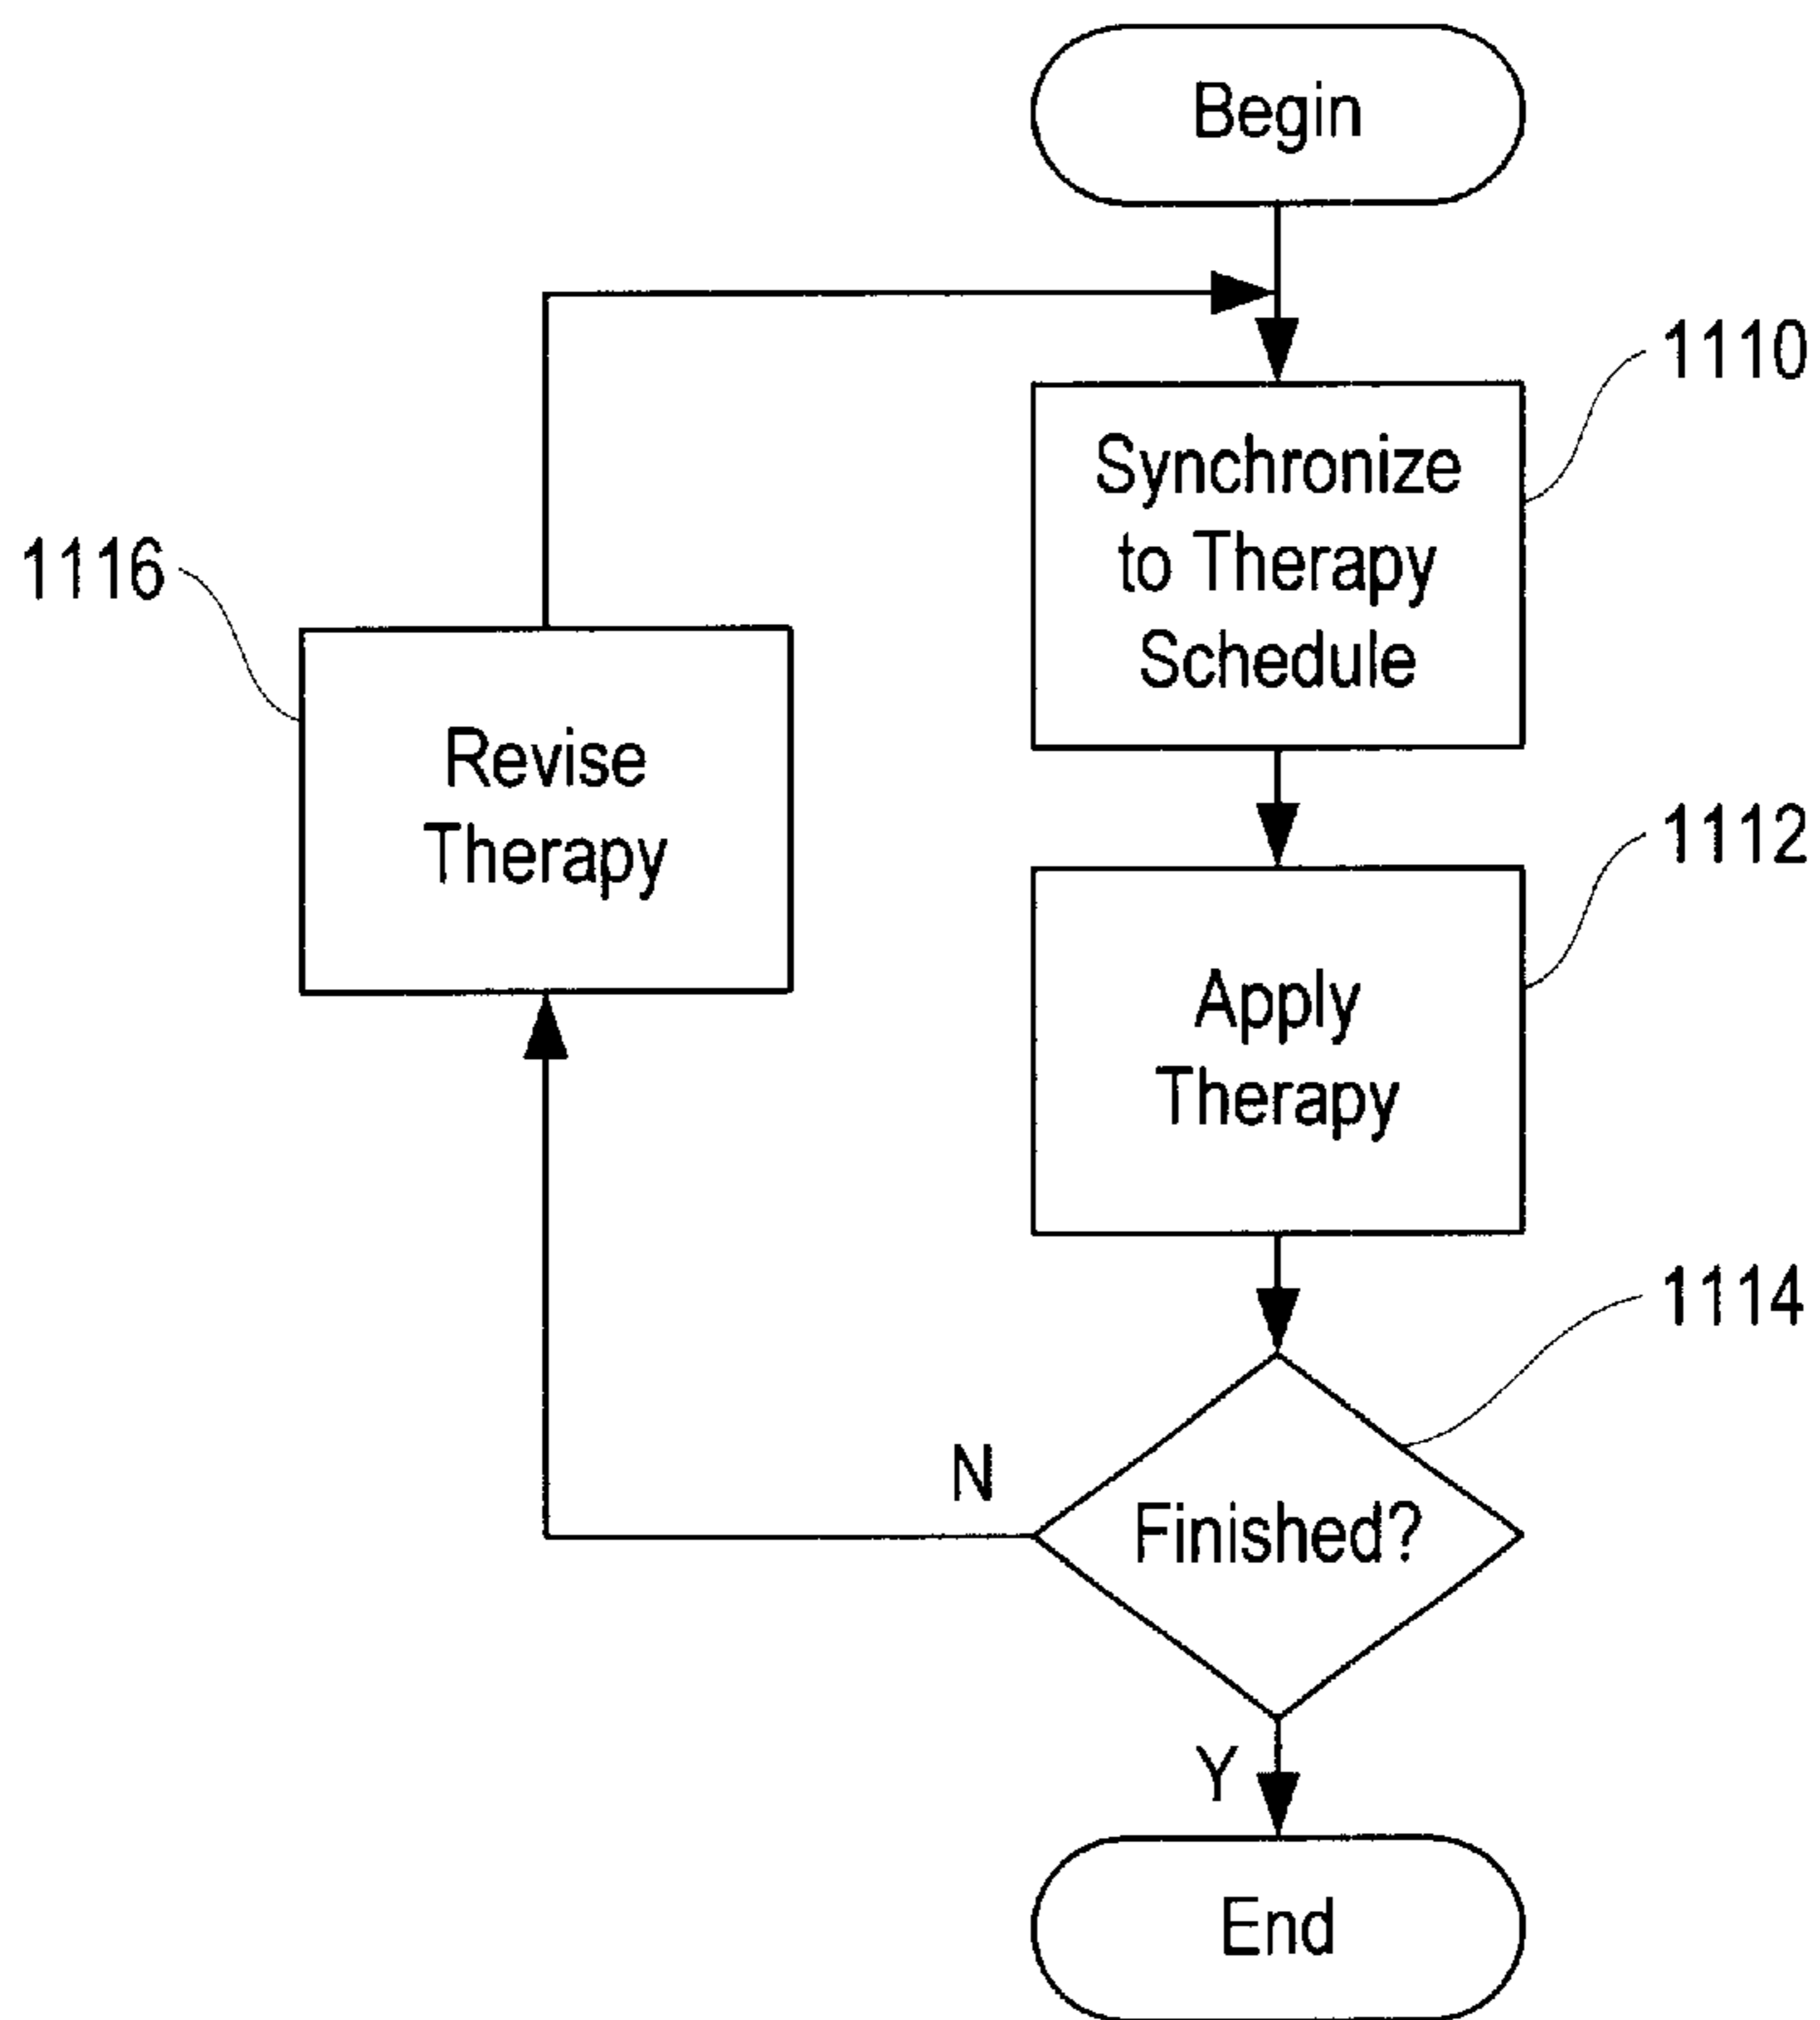 Begin
1110
Synchronize
to Therapy
Schedule
1116
Revise
Therapy
1112
Apply
Therapy
1114
N
Finished?
Y
End